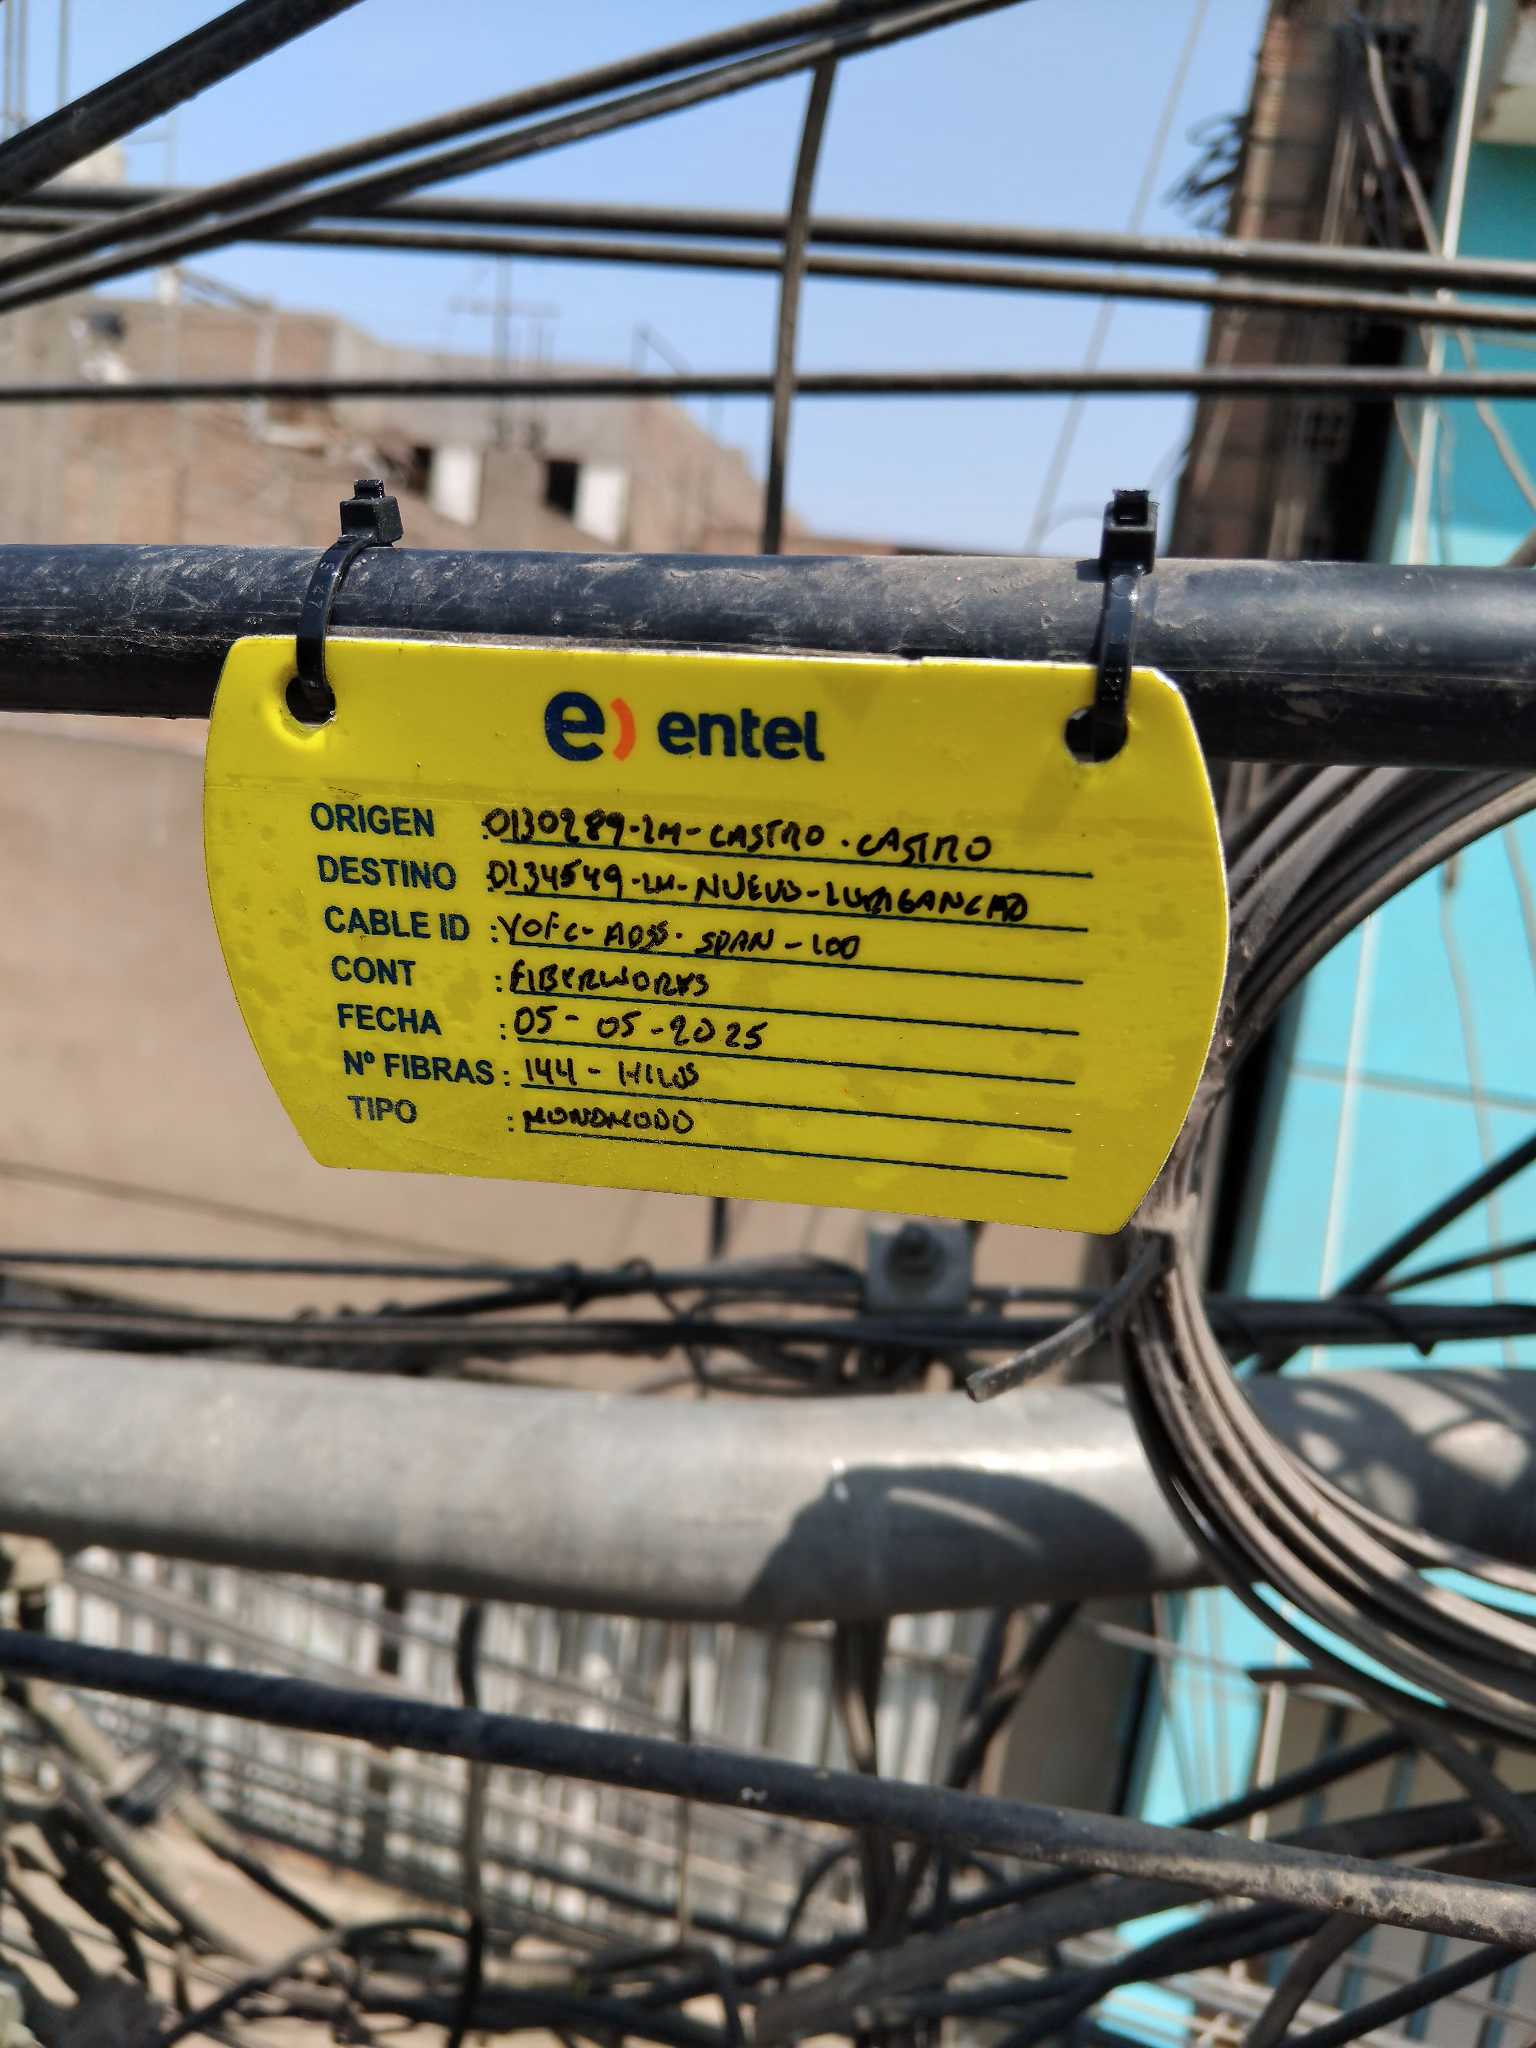 e) entel
ORIGEN : 0130289-LM-CASTRO.CASTRO
DESTINO : 0134549-LM-NUEVO-LURIGANCHO
CABLE ID : YOFC-ADSS-SPAN-100
CONT : FIBERWORKS
FECHA : 05-05-2025
Nº FIBRAS : 144-HILOS
TIPO : MONOMODO